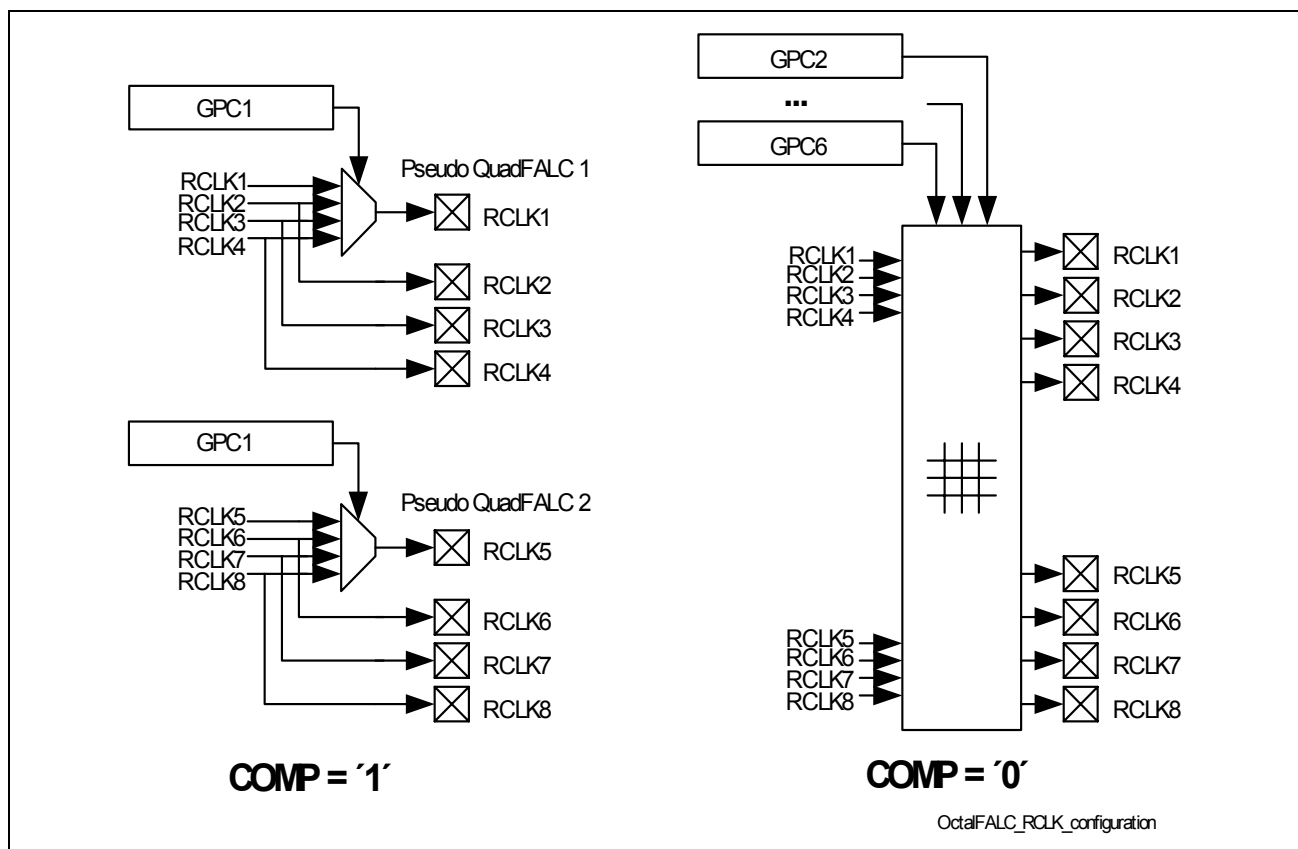 GPC1
RCLK1
RCLK2
RCLK3
RCLK4
Pseudo QuadFALC 1
RCLK1
RCLK2
RCLK3
RCLK4
GPC1
RCLK5
RCLK6
RCLK7
RCLK8
Pseudo QuadFALC 2
RCLK5
RCLK6
RCLK7
RCLK8
COMP = ´1´
GPC2
...
GPC6
RCLK1
RCLK2
RCLK3
RCLK4
RCLK1
RCLK2
RCLK3
RCLK4
RCLK5
RCLK6
RCLK7
RCLK8
RCLK5
RCLK6
RCLK7
RCLK8
COMP = ´0´
OctalFALC_RCLK_configuration